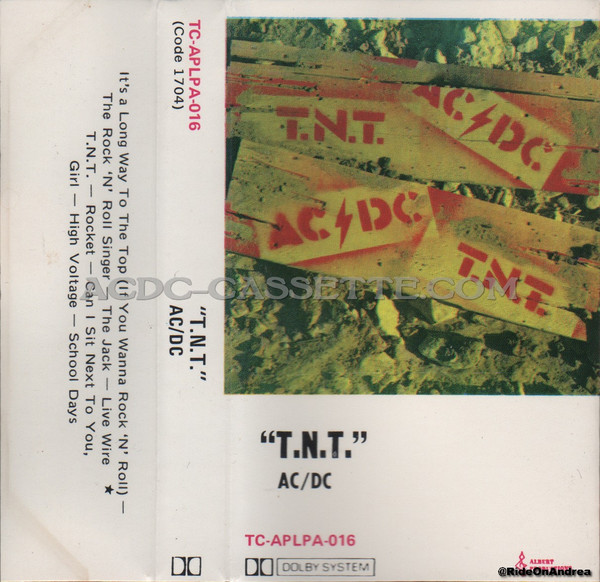 It's a Long Way To The Top (If You Wanna Rock 'N' Roll) —
The Rock 'N' Roll Singer — The Jack — Live Wire ★
T.N.T. — Rocket — Can I Sit Next To You,
Girl — High Voltage — School Days
TC-APLPA-016
(Code 1704)
"T.N.T."
AC/DC
AC⚡DC
T.N.T.
AC⚡DC
T.N.T.
ACDC-CASSETTE.COM
"T.N.T."
AC/DC
TC-APLPA-016
DOLBY SYSTEM
ALBERT
PRODUCTIONS
@RideOnAndrea